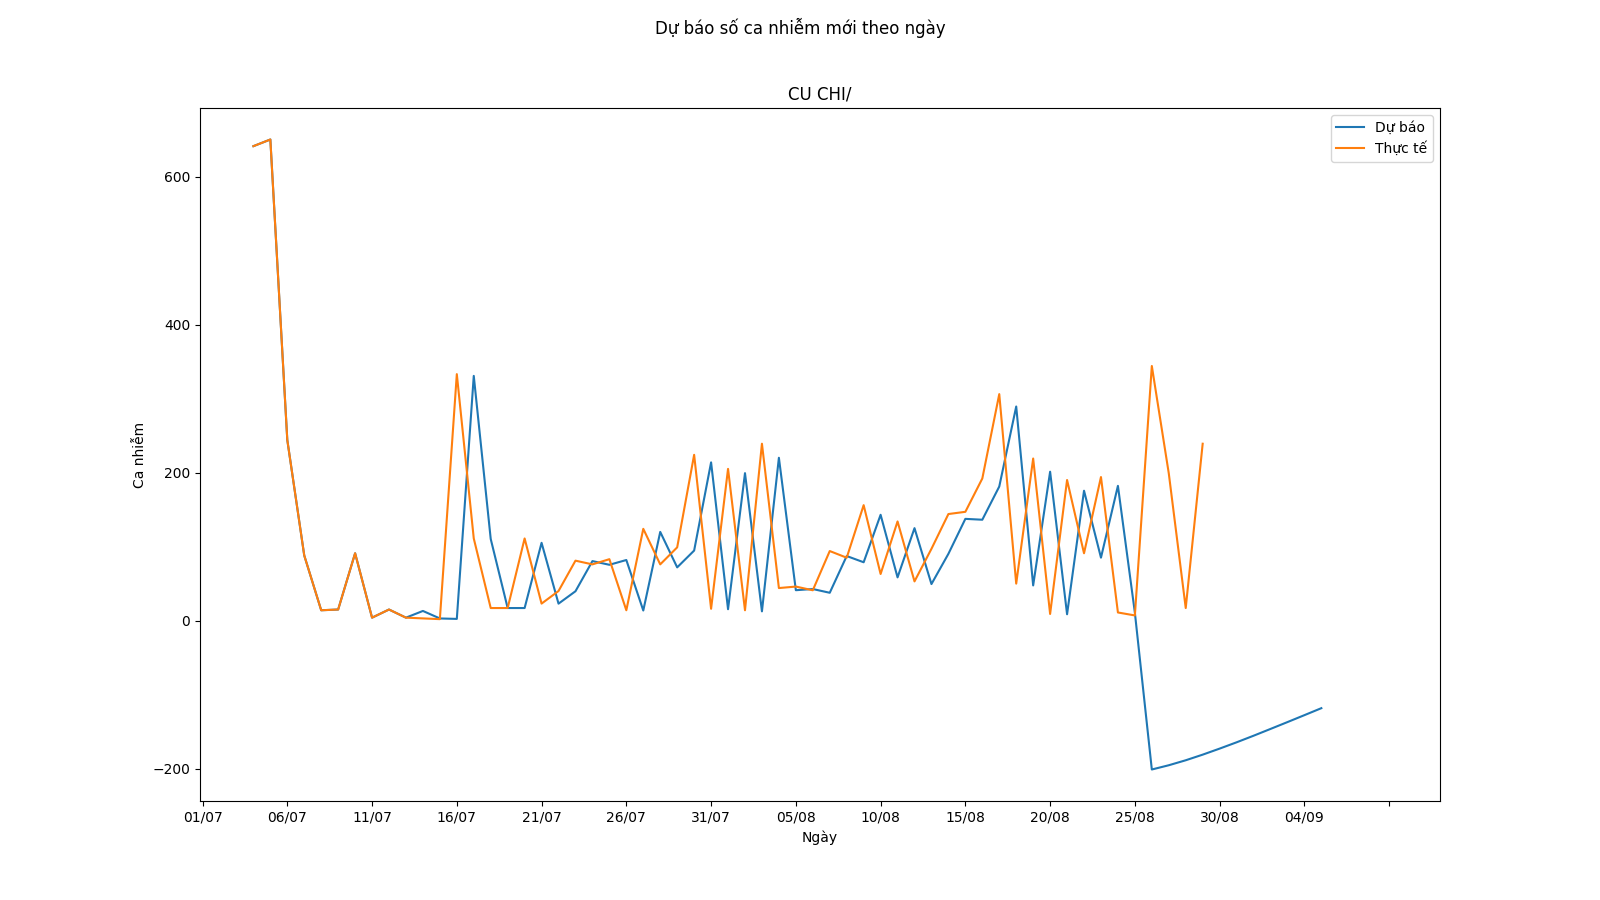 Dự báo số ca nhiễm mới theo ngày
CU CHI/
Dự báo
Thực tế
600
400
200
0
−200
Ca nhiễm
01/07 06/07 11/07 16/07 21/07 26/07 31/07 05/08 10/08 15/08 20/08 25/08 30/08 04/09
Ngày